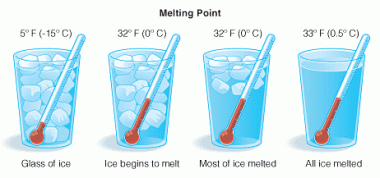 Melting Point
5° F (-15° C)
32° F (0° C)
32° F (0° C)
33° F (0.5° C)
Glass of ice
Ice begins to melt
Most of ice melted
All ice melted